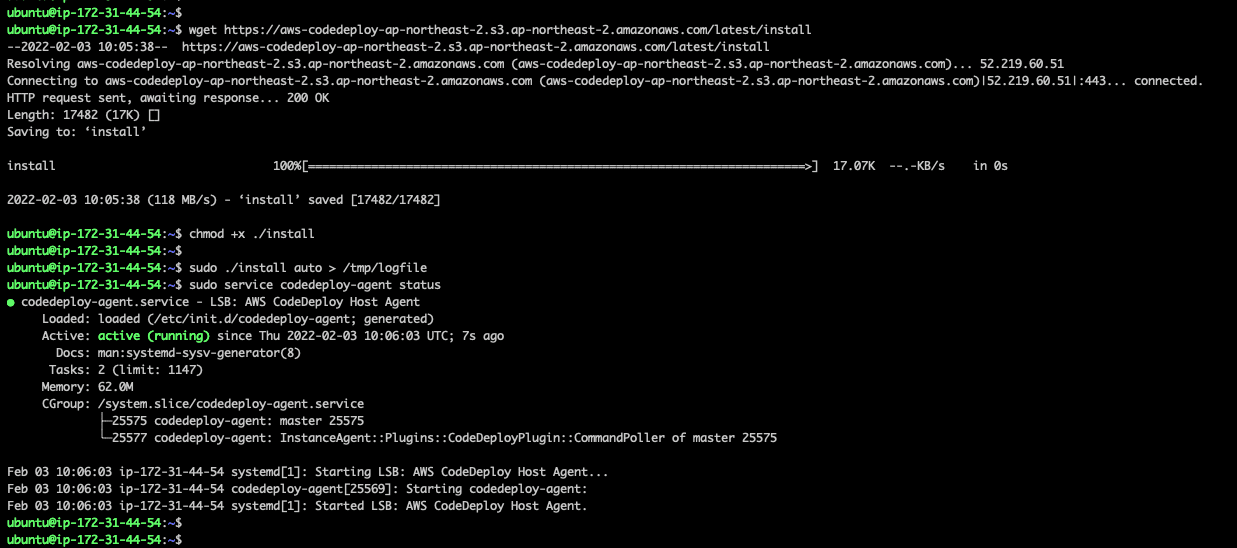 ubuntu@ip-172-31-44-54:~$
ubuntu@ip-172-31-44-54:~$ wget https://aws-codedeploy-ap-northeast-2.s3.ap-northeast-2.amazonaws.com/latest/install
--2022-02-03 10:05:38--  https://aws-codedeploy-ap-northeast-2.s3.ap-northeast-2.amazonaws.com/latest/install
Resolving aws-codedeploy-ap-northeast-2.s3.ap-northeast-2.amazonaws.com (aws-codedeploy-ap-northeast-2.s3.ap-northeast-2.amazonaws.com)... 52.219.60.51
Connecting to aws-codedeploy-ap-northeast-2.s3.ap-northeast-2.amazonaws.com (aws-codedeploy-ap-northeast-2.s3.ap-northeast-2.amazonaws.com)|52.219.60.51|:443... connected.
HTTP request sent, awaiting response... 200 OK
Length: 17482 (17K) []
Saving to: ‘install’
install 100%[=======================================================================>] 17.07K --.-KB/s in 0s
2022-02-03 10:05:38 (118 MB/s) - ‘install’ saved [17482/17482]
ubuntu@ip-172-31-44-54:~$ chmod +x ./install
ubuntu@ip-172-31-44-54:~$
ubuntu@ip-172-31-44-54:~$ sudo ./install auto > /tmp/logfile
ubuntu@ip-172-31-44-54:~$ sudo service codedeploy-agent status
● codedeploy-agent.service - LSB: AWS CodeDeploy Host Agent
Loaded: loaded (/etc/init.d/codedeploy-agent; generated)
Active: active (running) since Thu 2022-02-03 10:06:03 UTC; 7s ago
Docs: man:systemd-sysv-generator(8)
Tasks: 2 (limit: 1147)
Memory: 62.0M
CGroup: /system.slice/codedeploy-agent.service
├─25575 codedeploy-agent: master 25575
└─25577 codedeploy-agent: InstanceAgent::Plugins::CodeDeployPlugin::CommandPoller of master 25575
Feb 03 10:06:03 ip-172-31-44-54 systemd[1]: Starting LSB: AWS CodeDeploy Host Agent...
Feb 03 10:06:03 ip-172-31-44-54 codedeploy-agent[25569]: Starting codedeploy-agent:
Feb 03 10:06:03 ip-172-31-44-54 systemd[1]: Started LSB: AWS CodeDeploy Host Agent.
ubuntu@ip-172-31-44-54:~$
ubuntu@ip-172-31-44-54:~$